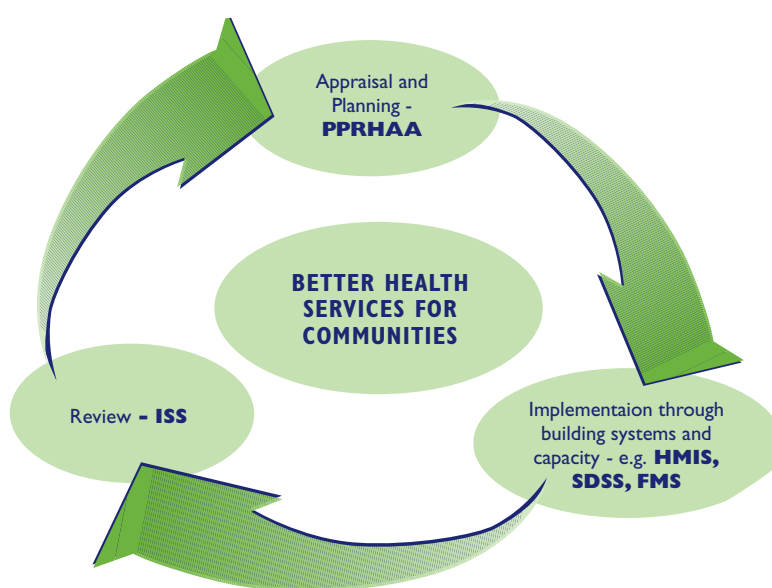 Appraisal and
Planning -
PPRHAA
BETTER HEALTH
SERVICES FOR
COMMUNITIES
Implementaion through
building systems and
capacity - e.g. HMIS,
SDSS, FMS
Review - ISS